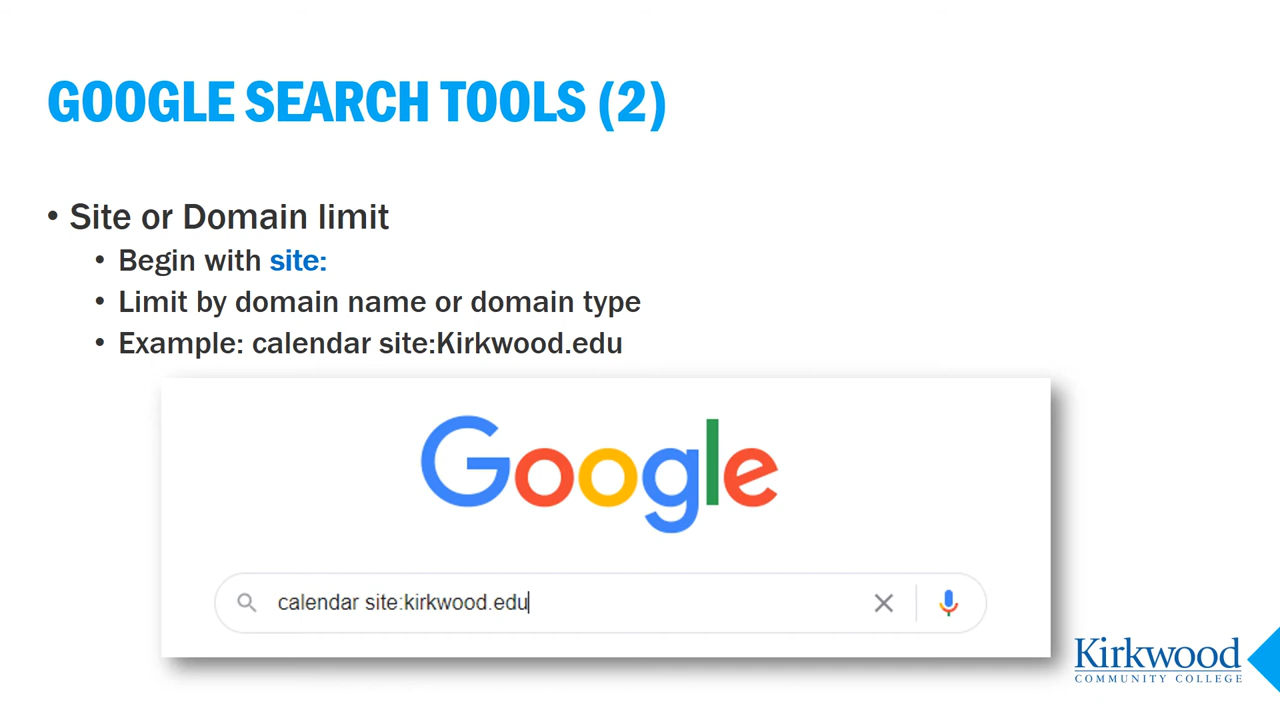 GOOGLE SEARCH TOOLS (2)
• Site or Domain limit
• Begin with site:
• Limit by domain name or domain type
• Example: calendar site:Kirkwood.edu
Google
calendar site:kirkwood.edu
Kirkwood
COMMUNITY COLLEGE